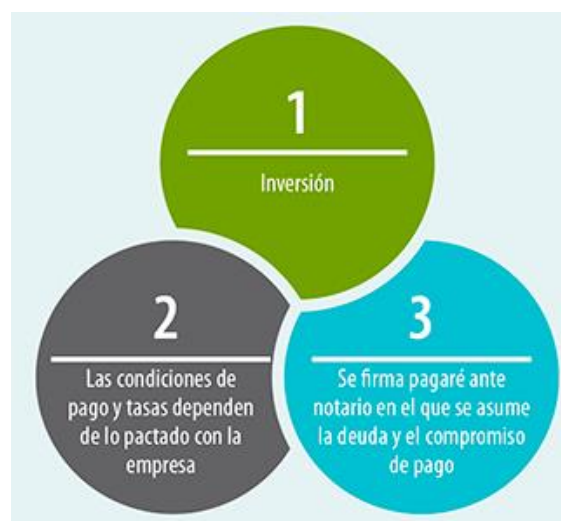 1
Inversión
2
Las condiciones de
pago y tasas dependen
de lo pactado con la
empresa
3
Se firma pagaré ante
notario en el que se asume
la deuda y el compromiso
de pago